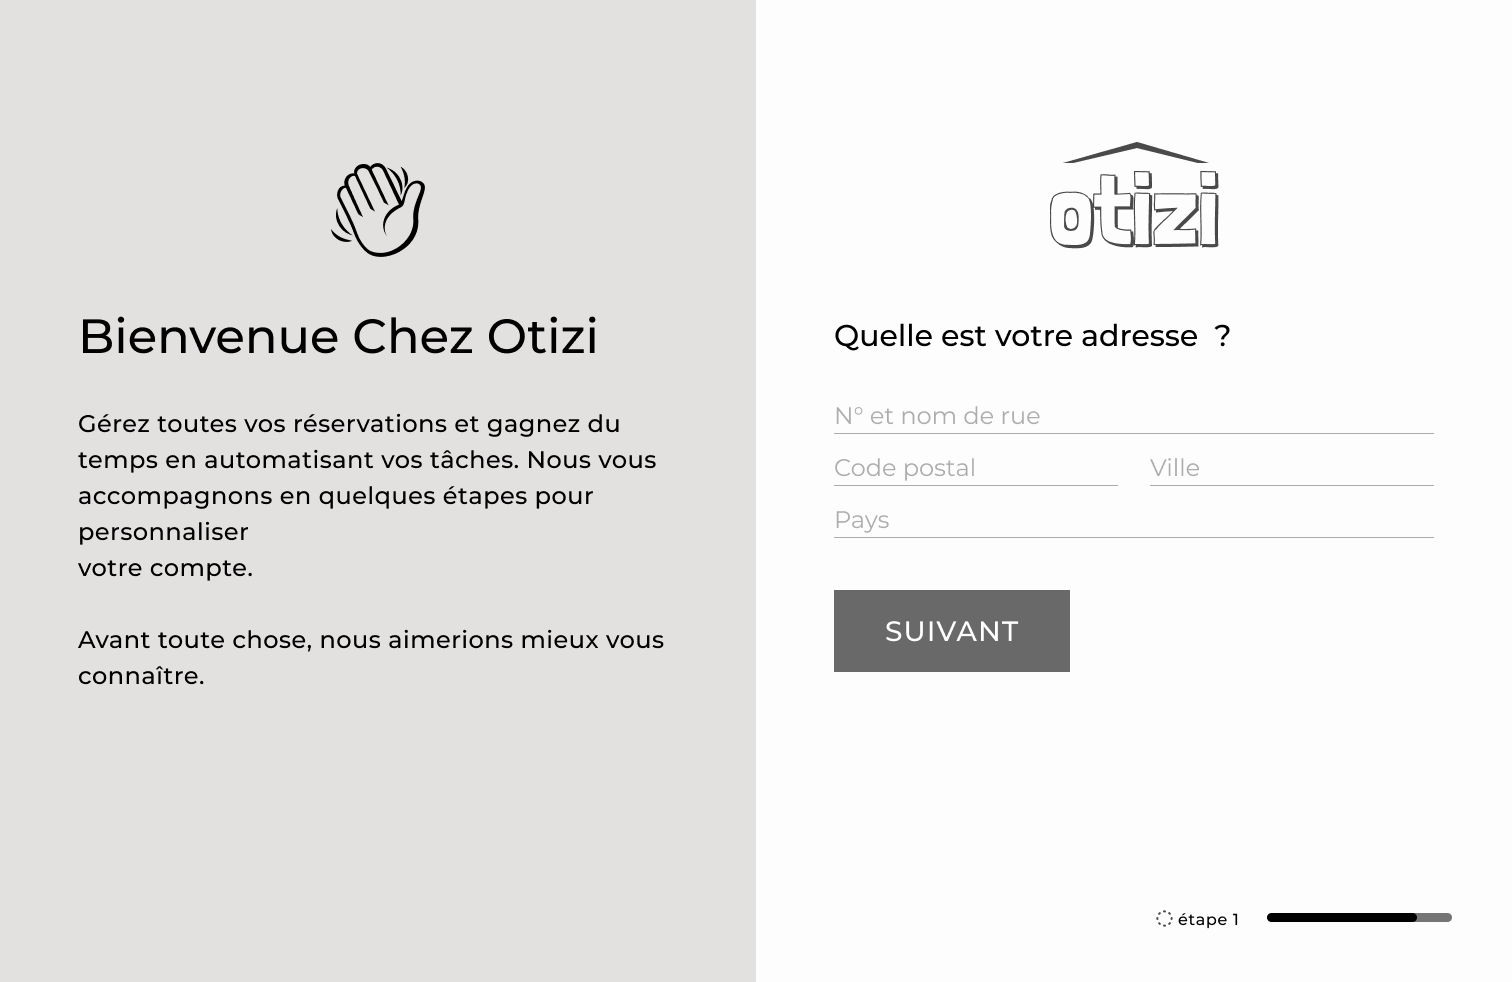 Bienvenue Chez Otizi
Gérez toutes vos réservations et gagnez du
temps en automatisant vos tâches. Nous vous
accompagnons en quelques étapes pour
personnaliser
votre compte.
Avant toute chose, nous aimerions mieux vous
connaître.
otizi
Quelle est votre adresse  ?
N° et nom de rue
Code postal
Ville
Pays
SUIVANT
étape 1